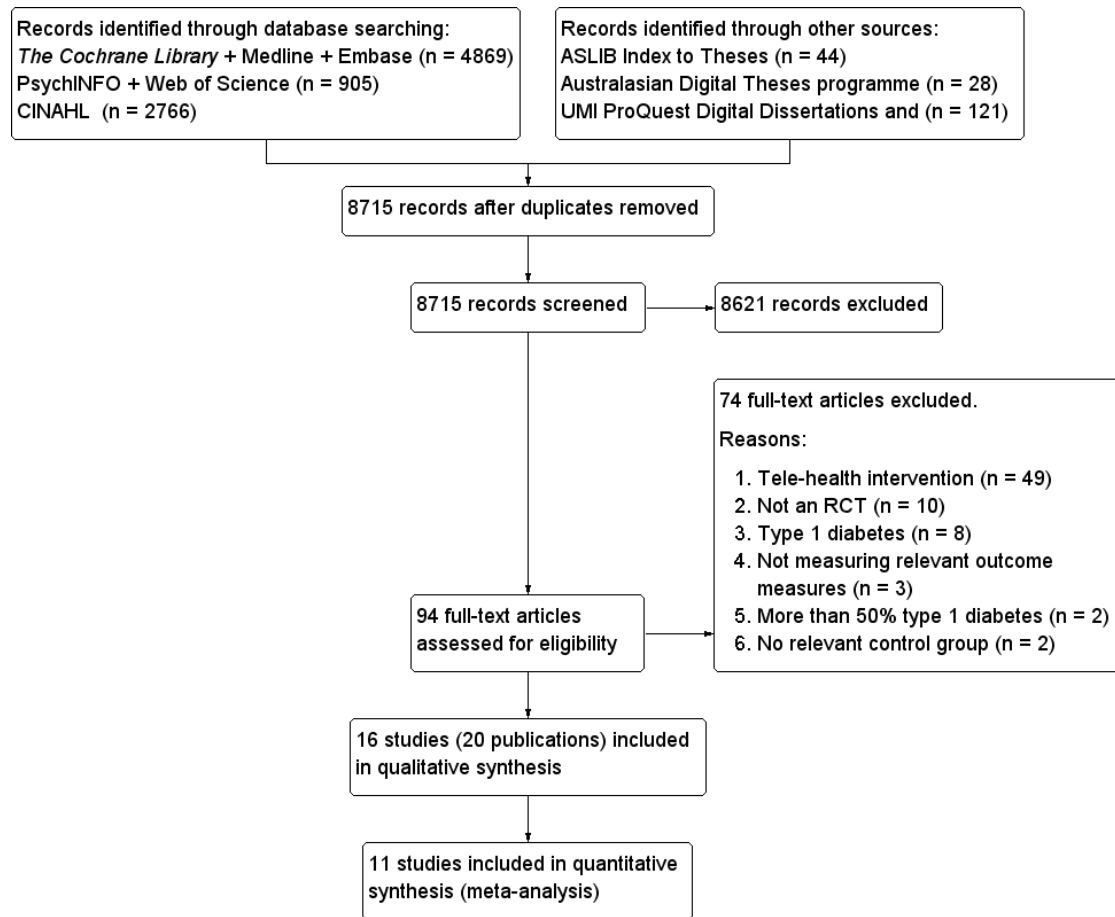 Records identified through database searching:
The Cochrane Library + Medline + Embase (n = 4869)
PsychINFO + Web of Science (n = 905)
CINAHL (n = 2766)
Records identified through other sources:
ASLIB Index to Theses (n = 44)
Australasian Digital Theses programme (n = 28)
UMI ProQuest Digital Dissertations and (n = 121)
8715 records after duplicates removed
8715 records screened
8621 records excluded
94 full-text articles
assessed for eligibility
74 full-text articles excluded.
Reasons:
1. Tele-health intervention (n = 49)
2. Not an RCT (n = 10)
3. Type 1 diabetes (n = 8)
4. Not measuring relevant outcome
measures (n = 3)
5. More than 50% type 1 diabetes (n = 2)
6. No relevant control group (n = 2)
16 studies (20 publications) included
in qualitative synthesis
11 studies included in quantitative
synthesis (meta-analysis)